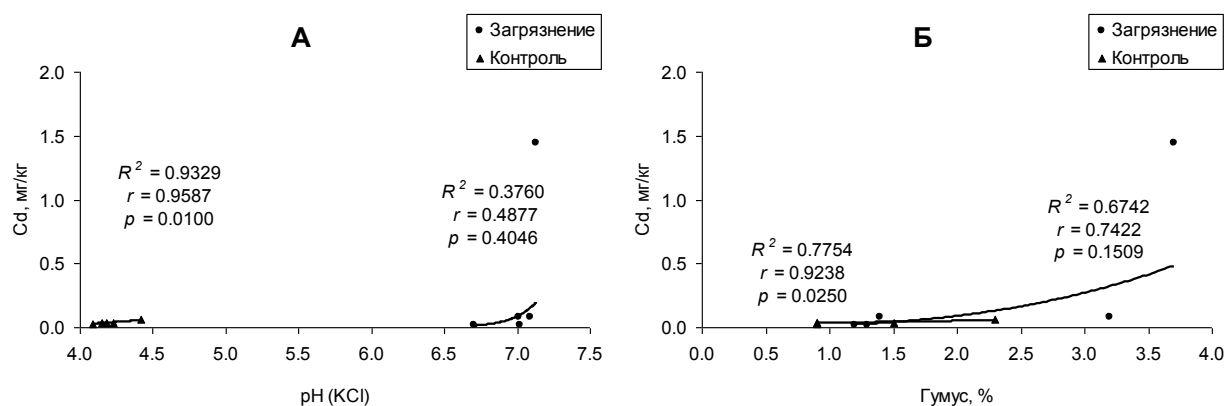 А
Загрязнение
Контроль
2.0
1.5
1.0
0.5
0.0
Cd, мг/кг
R² = 0.9329
r = 0.9587
p = 0.0100
R² = 0.3760
r = 0.4877
p = 0.4046
4.0 4.5 5.0 5.5 6.0 6.5 7.0 7.5
pH (KCl)
Б
Загрязнение
Контроль
2.0
1.5
1.0
0.5
0.0
Cd, мг/кг
R² = 0.7754
r = 0.9238
p = 0.0250
R² = 0.6742
r = 0.7422
p = 0.1509
0.0 0.5 1.0 1.5 2.0 2.5 3.0 3.5 4.0
Гумус, %